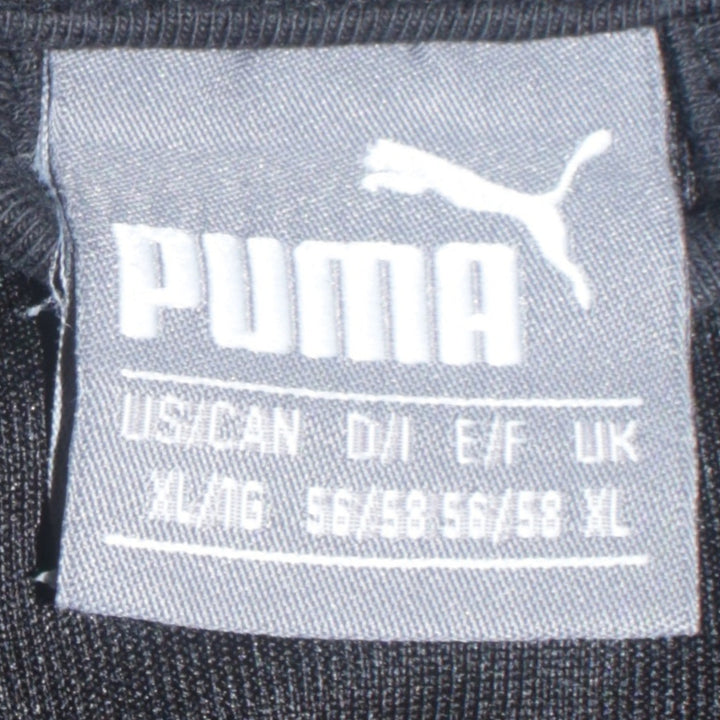 PUMA
US/CAN D/I E/F UK
XL/TG 56/58 56/58 XL